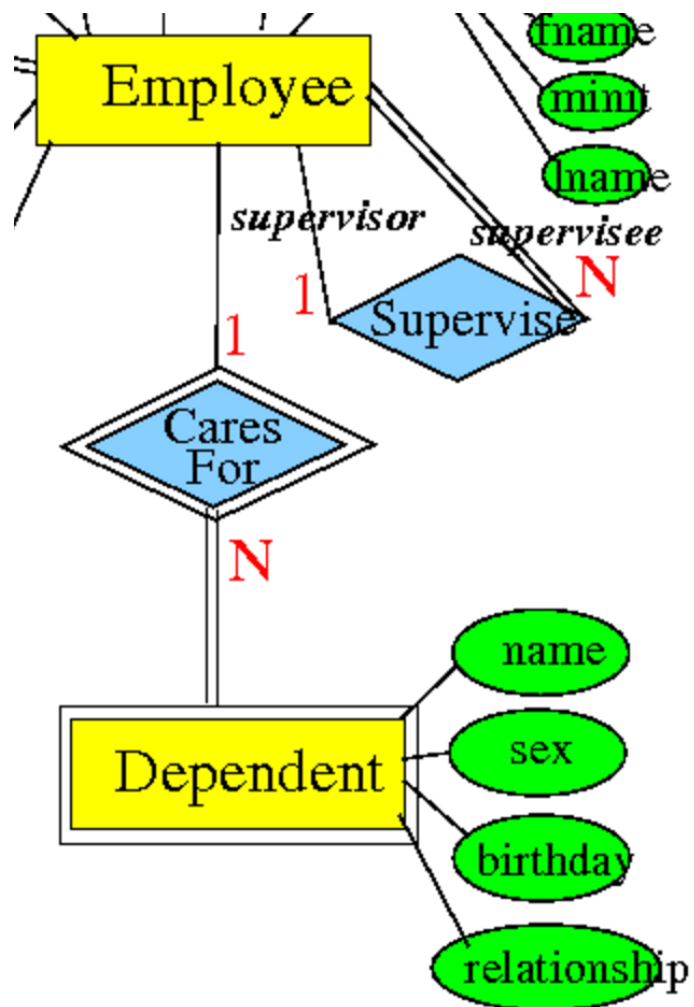 fname
Employee
minit
lname
supervisor
supervisee
1
N
Supervise
1
Cares
For
N
name
sex
Dependent
birthday
relationship